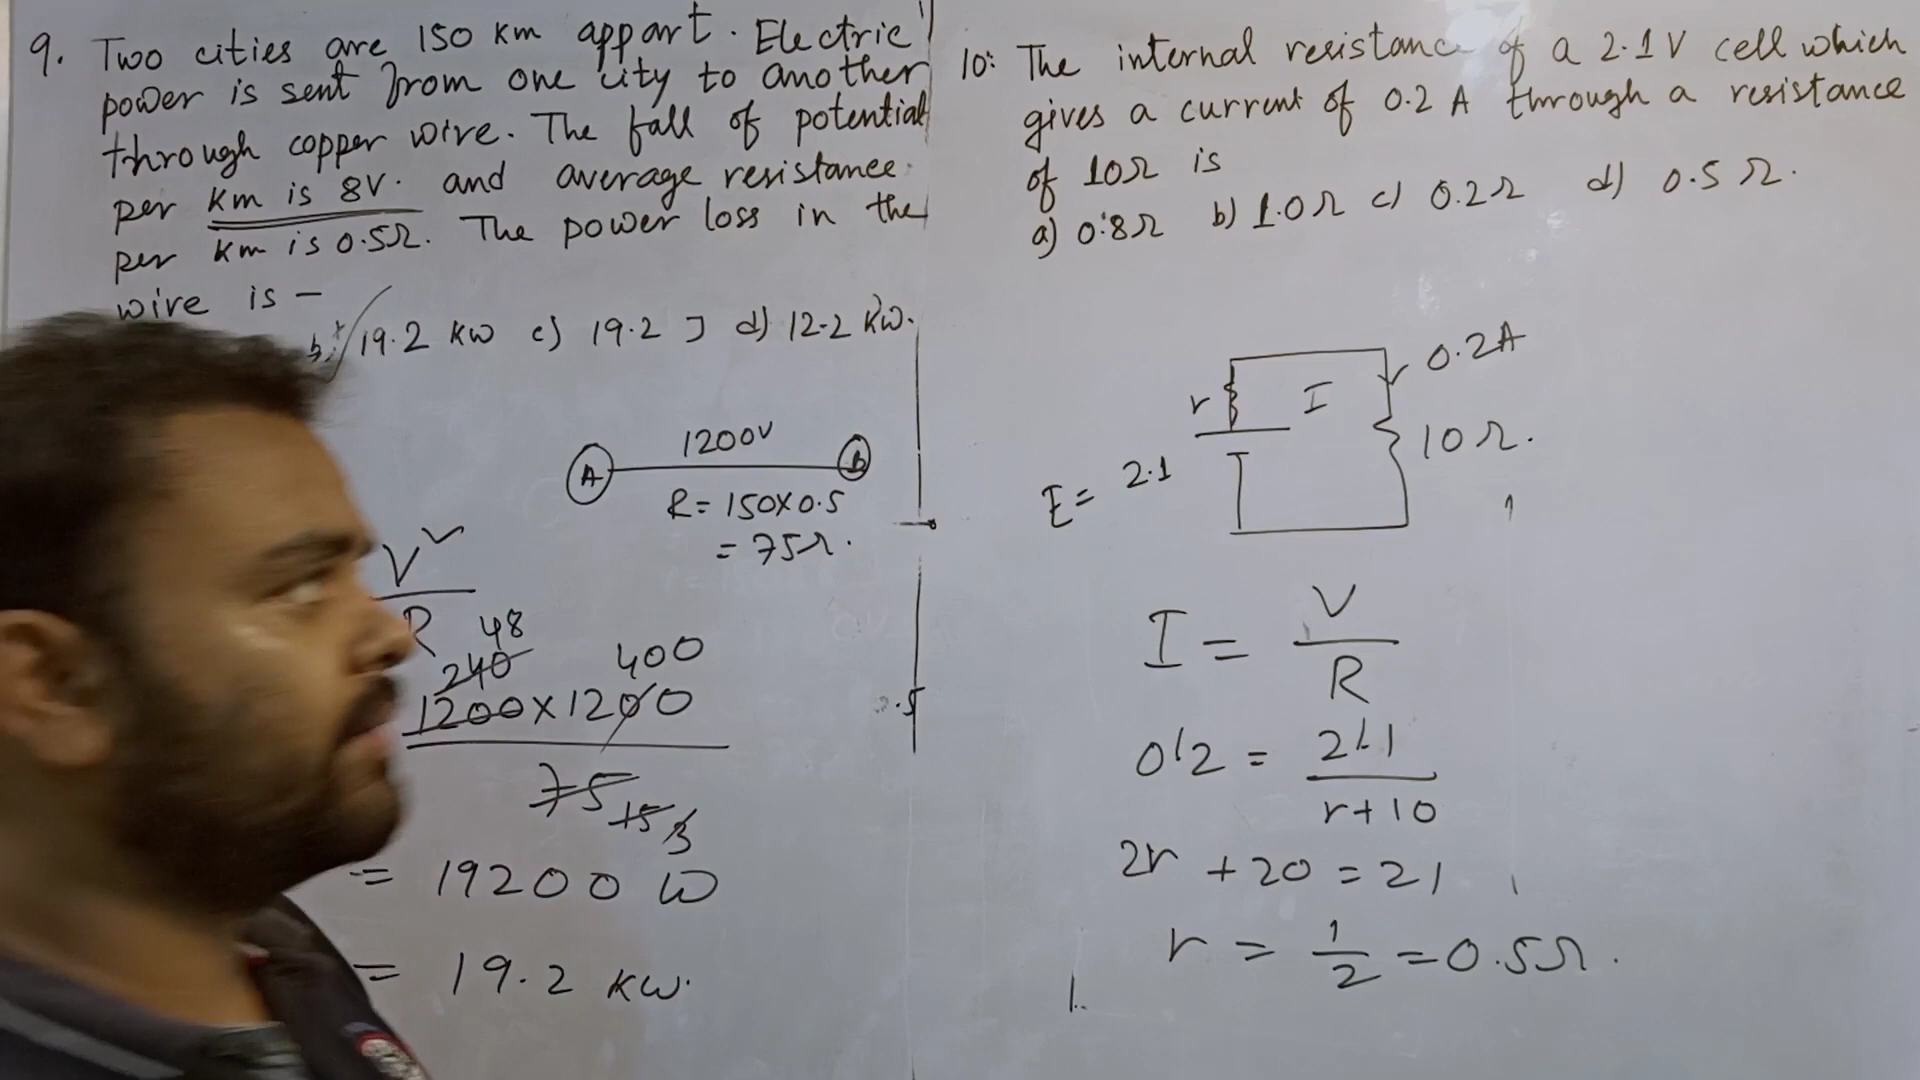 9. Two cities are 150 km appart. Electric
power is sent from one city to another
through copper wire. The fall of potential
per km is 8V. and average resistance
per km is 0.5Ω. The power loss in the
wire is –
b) 19.2 kW c) 19.2 J d) 12.2 kW.
1200V
A B
R = 150×0.5
= 75Ω.
V²
R
48
240 400
1200×1200
75
15 3
= 19200 W
= 19.2 kW.
10: The internal resistance of a 2.1V cell which
gives a current of 0.2 A through a resistance
of 10Ω is
a) 0.8Ω b) 1.0Ω c) 0.2Ω d) 0.5Ω.
0.2A
r I
10Ω.
E = 2.1
I = V
R
0.2 = 2.1
r+10
2r + 20 = 21
r = 1/2 = 0.5Ω.